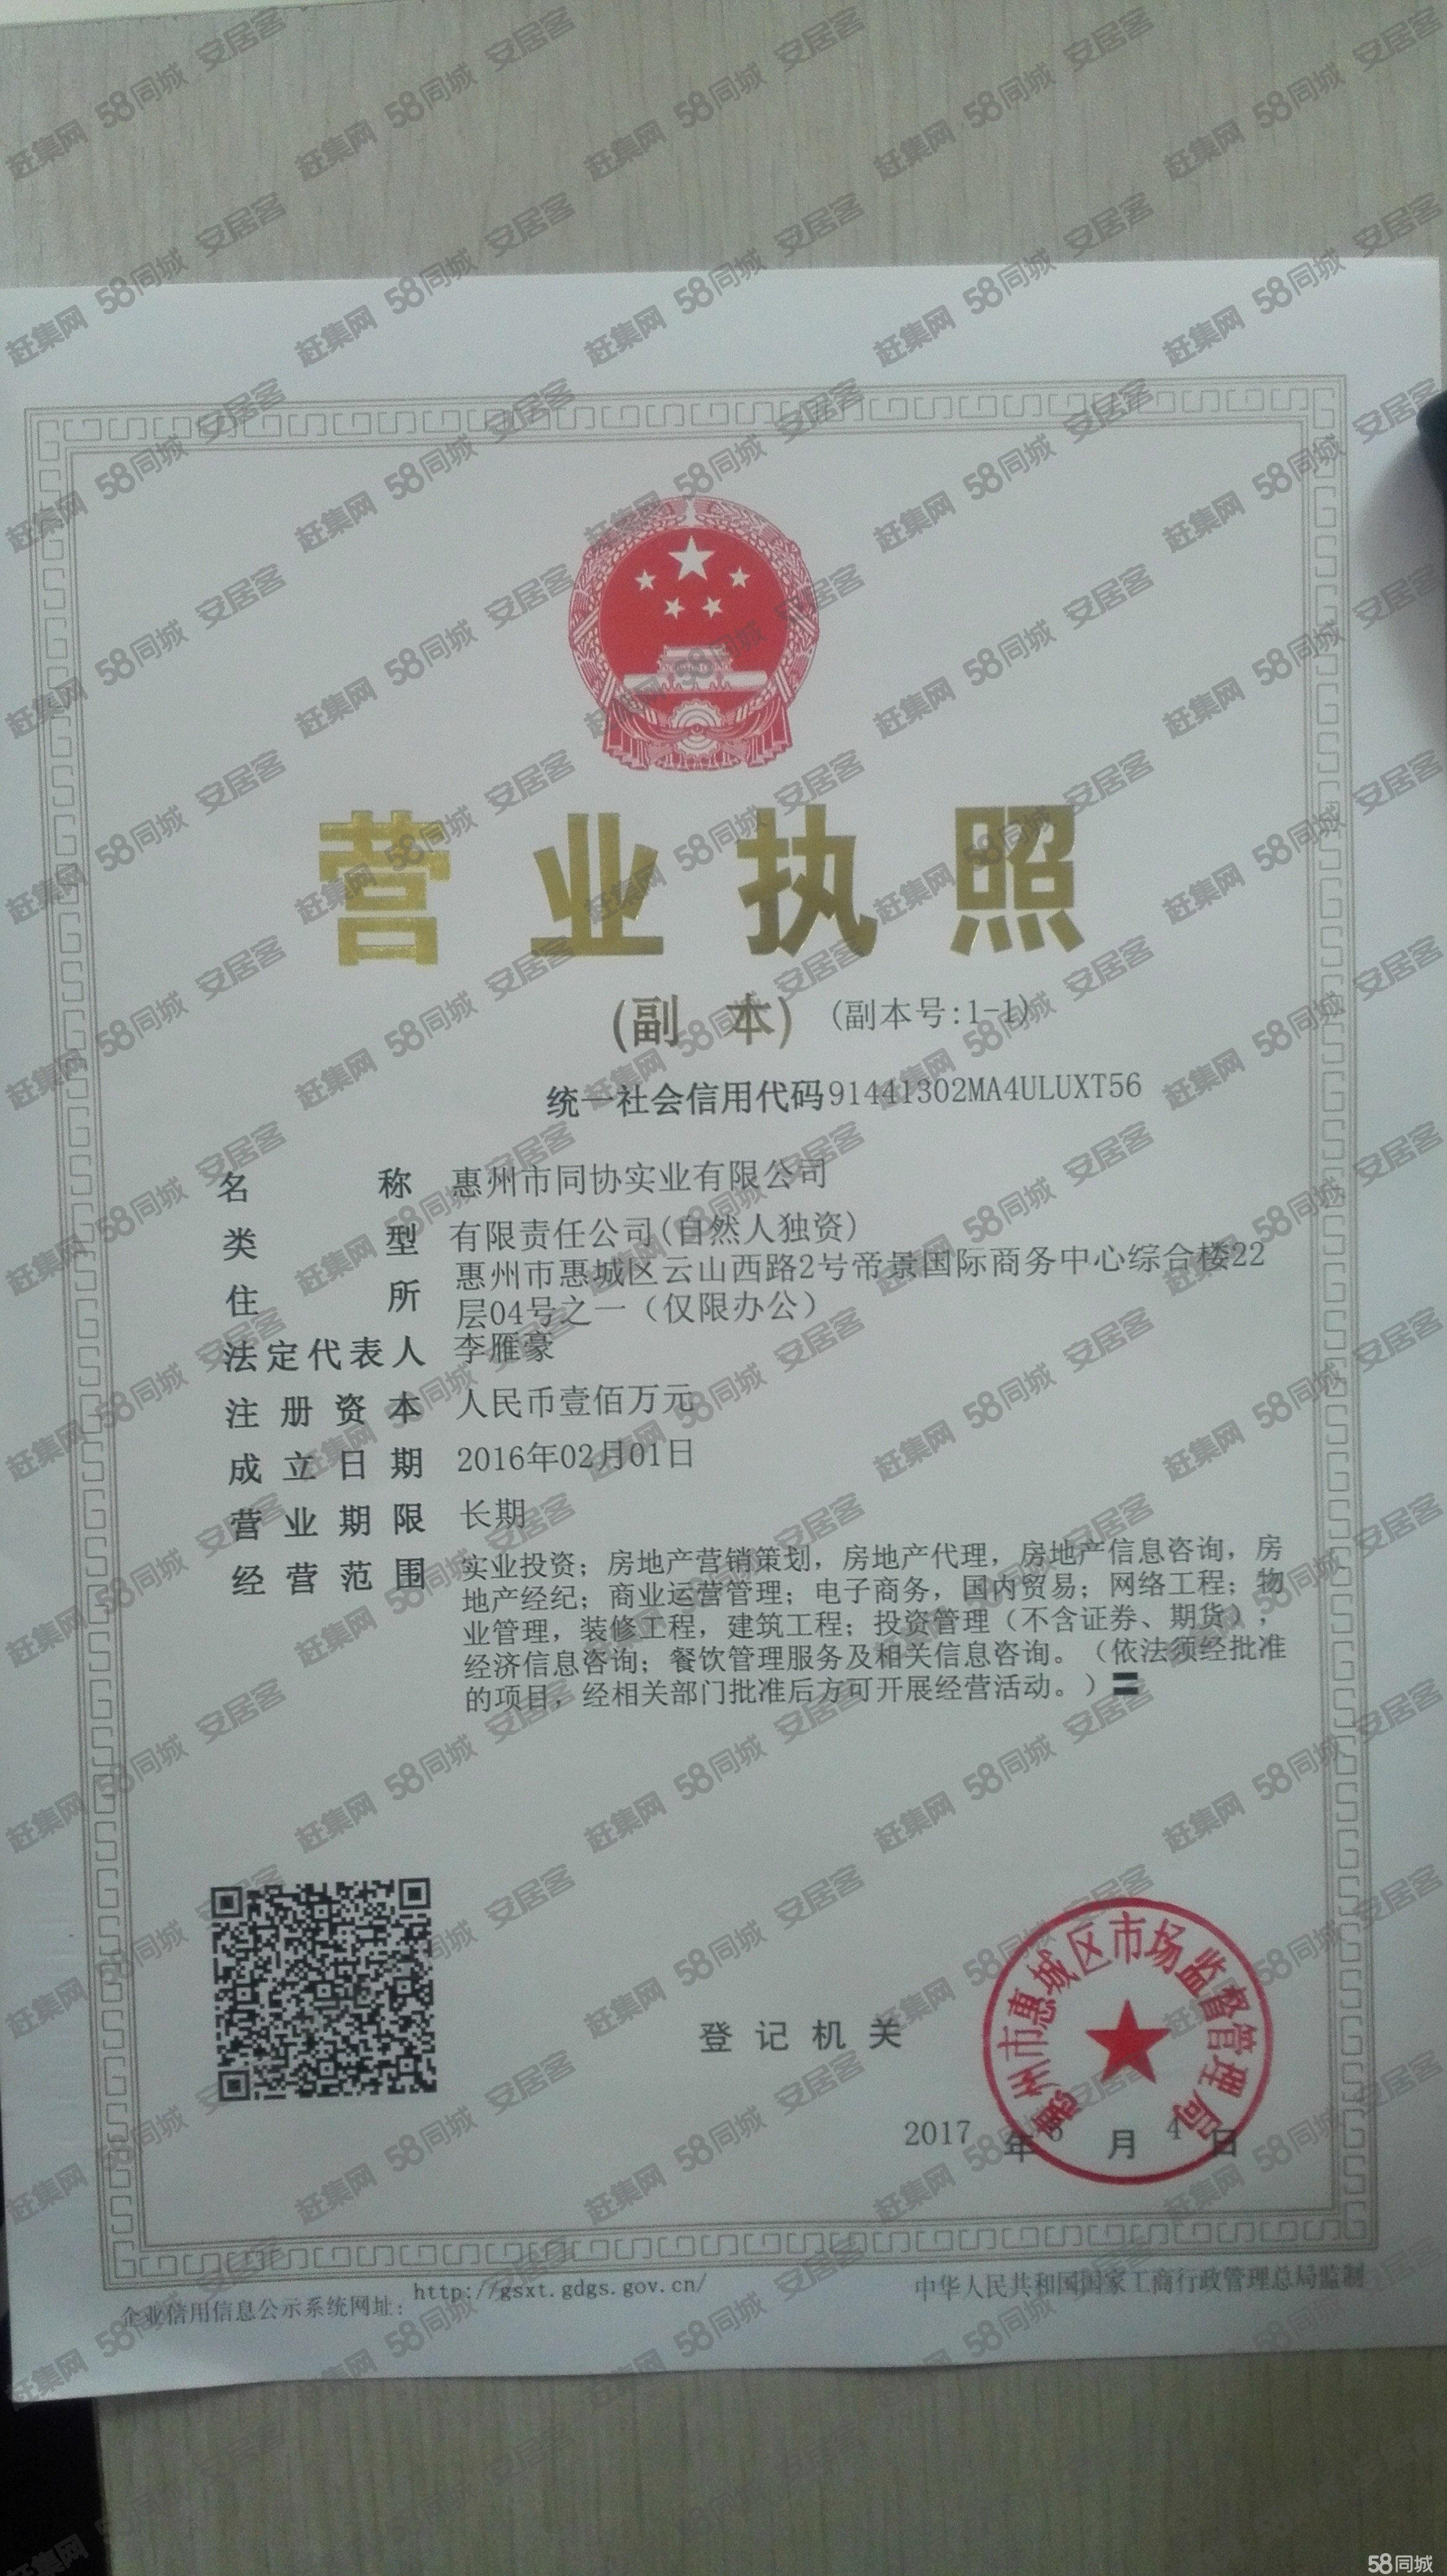 营业执照
(副 本) (副本号:1-1)
统一社会信用代码91441302MA4ULUXT56
名 称 惠州市同协实业有限公司
类 型 有限责任公司(自然人独资)
住 所 惠州市惠城区云山西路2号帝景国际商务中心综合楼22
层04号之一（仅限办公）
法定代表人 李雁豪
注册资本 人民币壹佰万元
成立日期 2016年02月01日
营业期限 长期
经营范围 实业投资；房地产营销策划，房地产代理，房地产信息咨询，房
地产经纪；商业运营管理；电子商务，国内贸易；网络工程；物
业管理，装修工程，建筑工程；投资管理（不含证券、期货），
经济信息咨询；餐饮管理服务及相关信息咨询。（依法须经批准
的项目，经相关部门批准后方可开展经营活动。）
惠州市惠城区市场监督管理局
登记机关
2017 年 月 4 日
企业信用信息公示系统网址：http://gsxt.gdgs.gov.cn/
中华人民共和国国家工商行政管理总局监制
赶集网 58同城 安居客
58同城